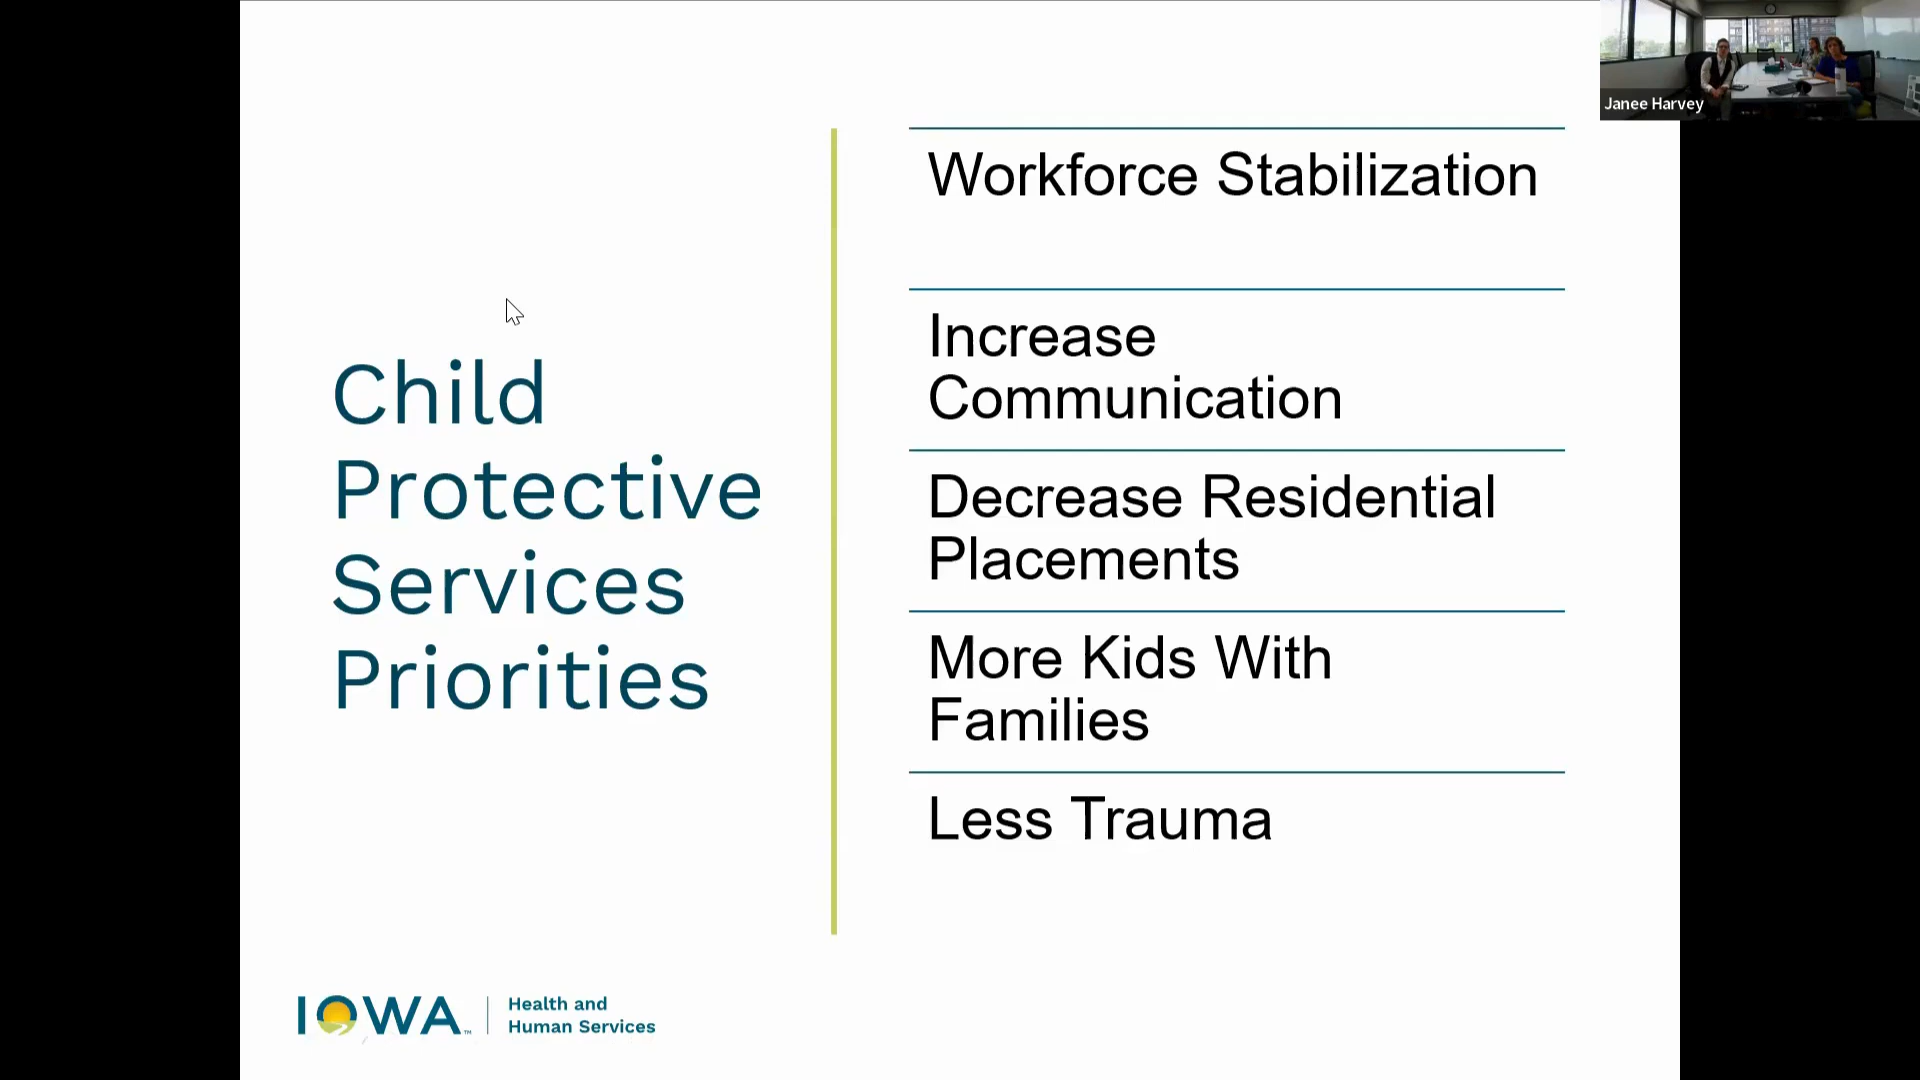 Janee Harvey
Child
Protective
Services
Priorities
Workforce Stabilization
Increase
Communication
Decrease Residential
Placements
More Kids With
Families
Less Trauma
IOWA™
Health and
Human Services